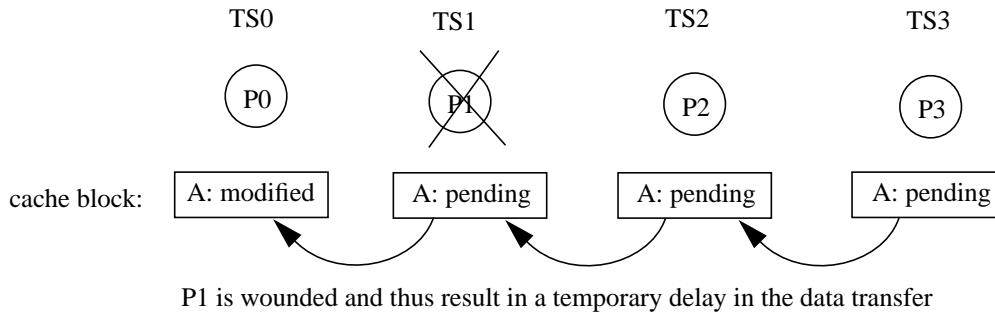 TS0 TS1 TS2 TS3
P0 P1 P2 P3
cache block: A: modified A: pending A: pending A: pending
P1 is wounded and thus result in a temporary delay in the data transfer